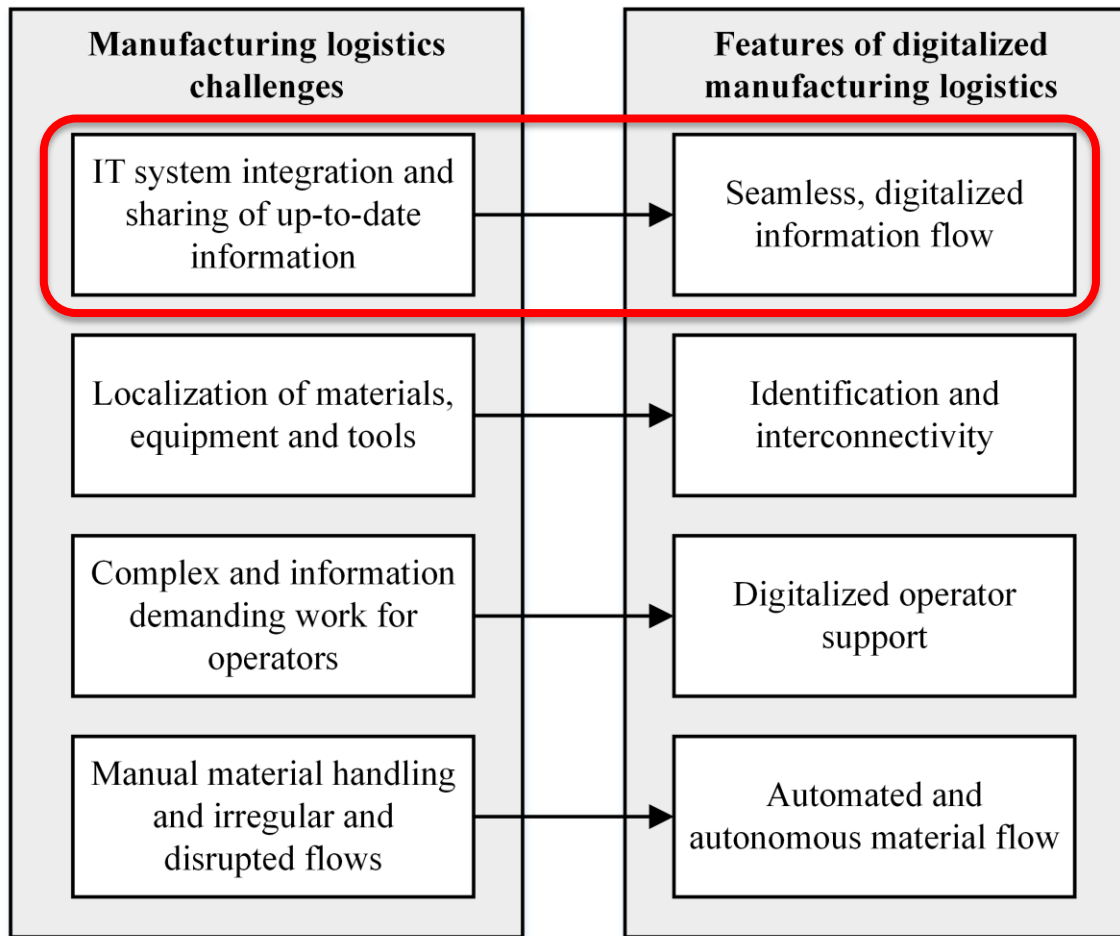 Manufacturing logistics
challenges
IT system integration and
sharing of up-to-date
information
Localization of materials,
equipment and tools
Complex and information
demanding work for
operators
Manual material handling
and irregular and
disrupted flows
Features of digitalized
manufacturing logistics
Seamless, digitalized
information flow
Identification and
interconnectivity
Digitalized operator
support
Automated and
autonomous material flow